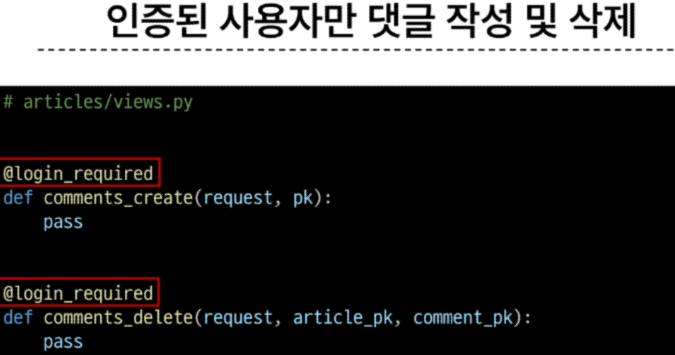 인증된 사용자만 댓글 작성 및 삭제
# articles/views.py
@login_required
def comments_create(request, pk):
    pass
@login_required
def comments_delete(request, article_pk, comment_pk):
    pass